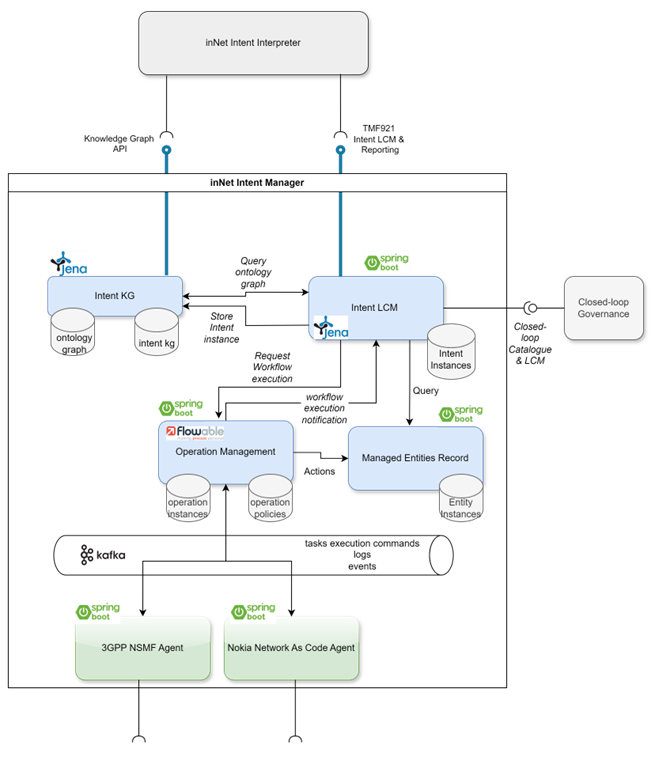 inNet Intent Interpreter
Knowledge Graph
API
TMF921
Intent LCM &
Reporting
inNet Intent Manager
Jena
Intent KG
ontology
graph
intent kg
Query
ontology
graph
Store
Intent
instance
spring
boot
Intent LCM
Jena
Intent
Instances
Closed-loop
Governance
Closed-
loop
Catalogue
& LCM
Request
Workflow
execution
workflow
execution
notification
Query
spring
boot
Flowable
Operation Management
operation
instances
operation
policies
Actions
spring
boot
Managed Entities Record
Entity
Instances
kafka
tasks execution commands
logs
events
spring
boot
3GPP NSMF Agent
spring
boot
Nokia Network As Code Agent